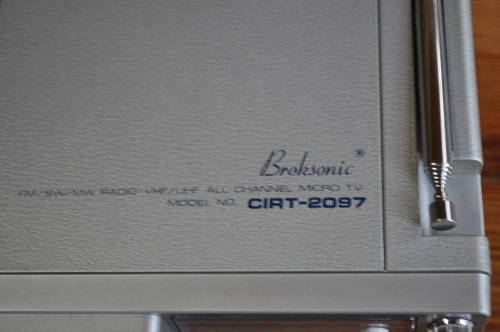 Broksonic ®
FM/SW/MW RADIO VHF/UHF ALL CHANNEL MICRO TV
MODEL NO. CIRT-2097